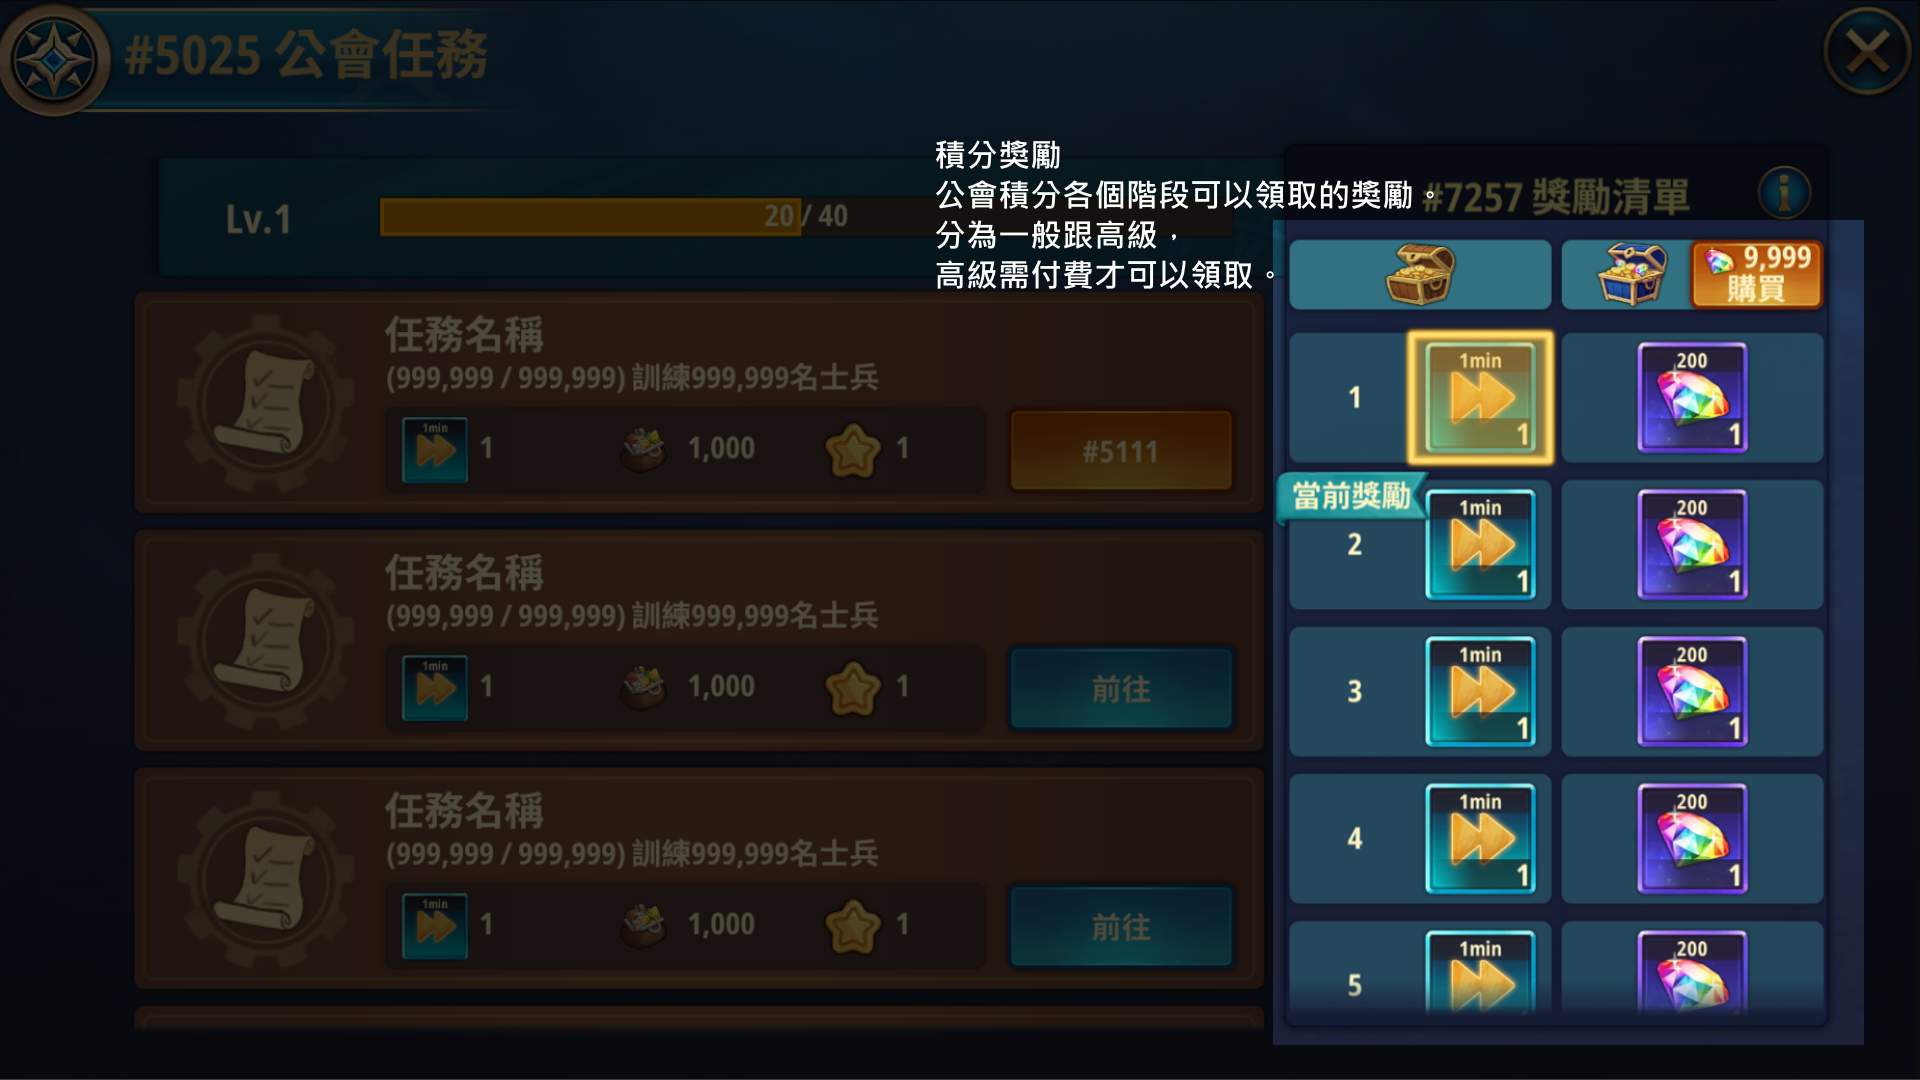 #5025 公會任務
積分獎勵
公會積分各個階段可以領取的獎勵。
分為一般跟高級，
高級需付費才可以領取。
Lv.1
20 / 40
#7257 獎勵清單
9,999
購買
任務名稱
(999,999 / 999,999) 訓練999,999名士兵
1min
1
1,000
1
#5111
任務名稱
(999,999 / 999,999) 訓練999,999名士兵
1min
1
1,000
1
前往
任務名稱
(999,999 / 999,999) 訓練999,999名士兵
1min
1
1,000
1
前往
1
1min
1
200
1
當前獎勵
2
1min
1
200
1
3
1min
1
200
1
4
1min
1
200
1
5
1min
200